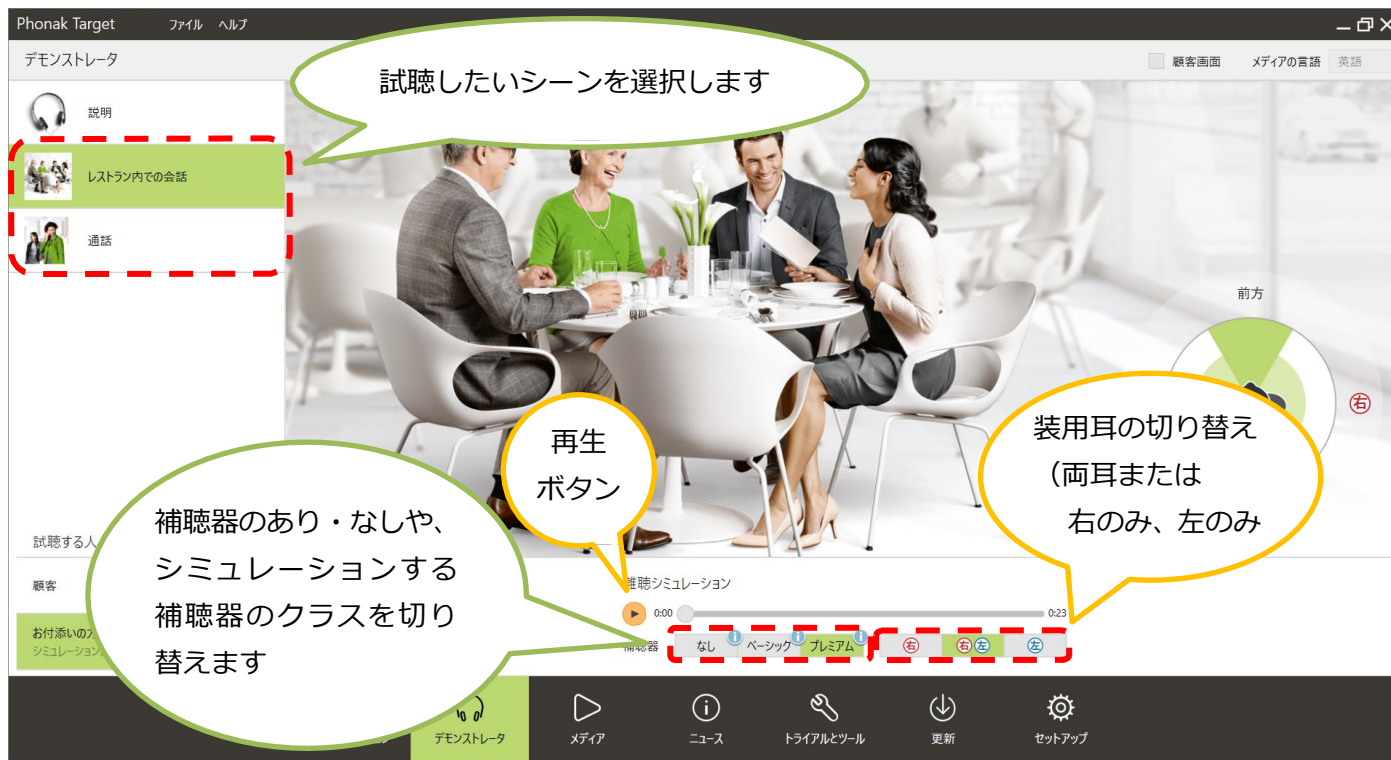 Phonak Target ファイル ヘルプ
デモンストレータ
顧客画面 メディアの言語 英語
試聴したいシーンを選択します
説明
レストラン内での会話
通話
前方
右
装用耳の切り替え
（両耳または
右のみ、左のみ
再生
ボタン
補聴器のあり・なしや、
シミュレーションする
補聴器のクラスを切り
替えます
試聴する人
顧客
難聴シミュレーション
0:00 0:23
お付添いの
シミュレーション
補聴器 なし ベーシック プレミアム 右 右 左 左
デモンストレータ メディア ニュース トライアルとツール 更新 セットアップ